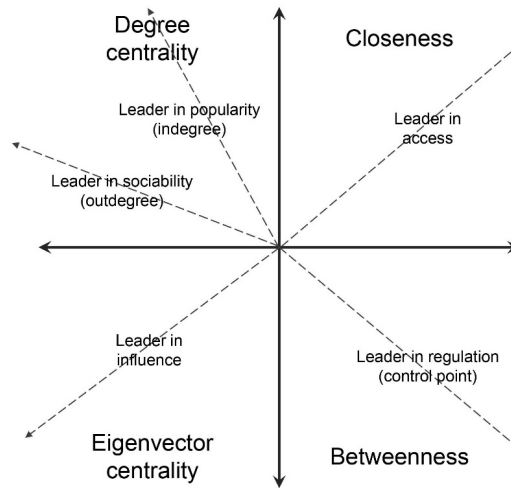 Degree
centrality
Closeness
Leader in popularity
(indegree)
Leader in
access
Leader in sociability
(outdegree)
Leader in
influence
Leader in regulation
(control point)
Eigenvector
centrality
Betweenness